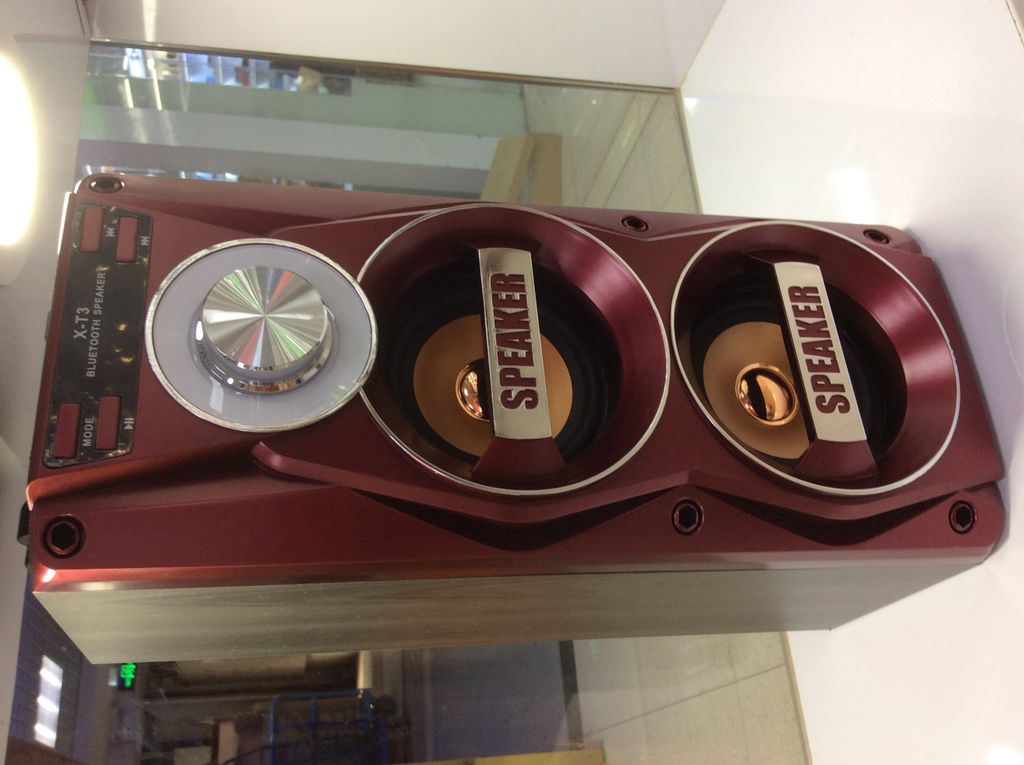 X-T3
BLUETOOTH SPEAKER
MODE
SPEAKER
SPEAKER